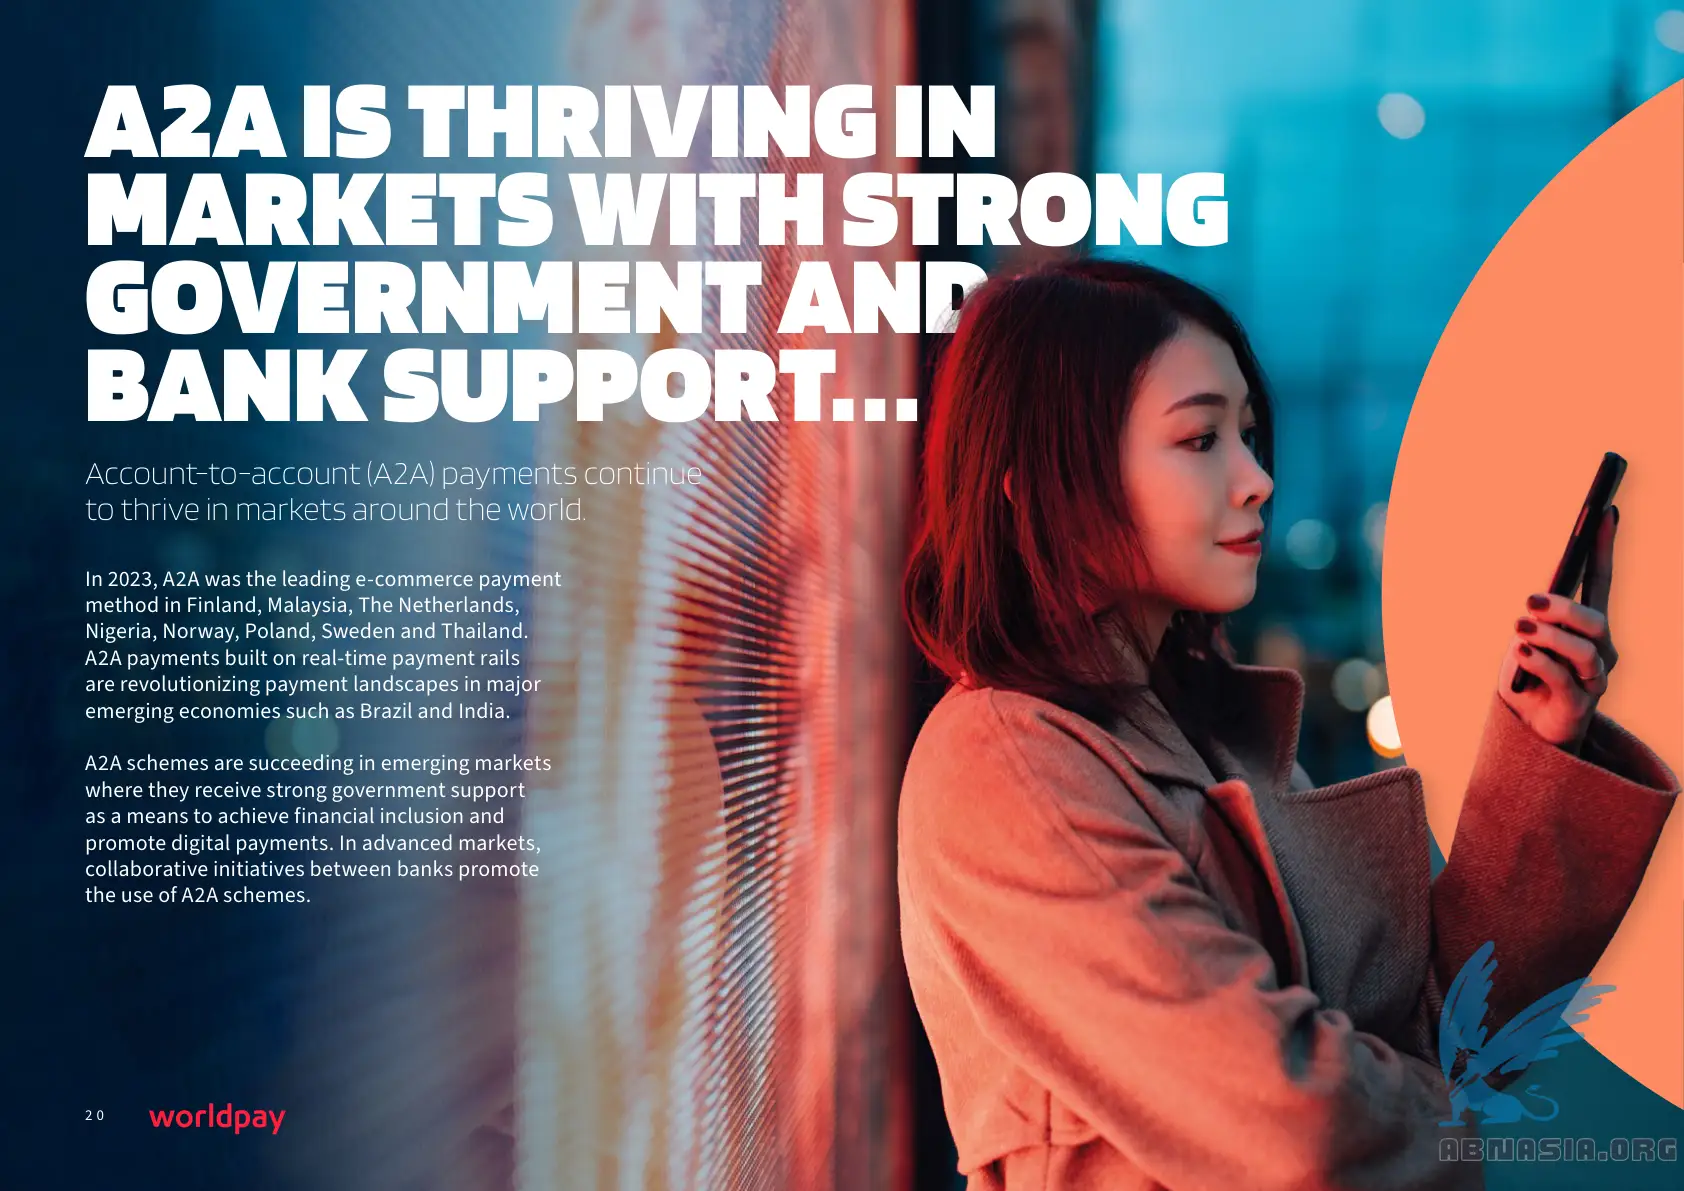 A2A IS THRIVING IN
MARKETS WITH STRONG
GOVERNMENT AND
BANK SUPPORT...
Account-to-account (A2A) payments continue
to thrive in markets around the world.
In 2023, A2A was the leading e-commerce payment
method in Finland, Malaysia, The Netherlands,
Nigeria, Norway, Poland, Sweden and Thailand.
A2A payments built on real-time payment rails
are revolutionizing payment landscapes in major
emerging economies such as Brazil and India.
A2A schemes are succeeding in emerging markets
where they receive strong government support
as a means to achieve financial inclusion and
promote digital payments. In advanced markets,
collaborative initiatives between banks promote
the use of A2A schemes.
20
worldpay
ABNASIA.ORG